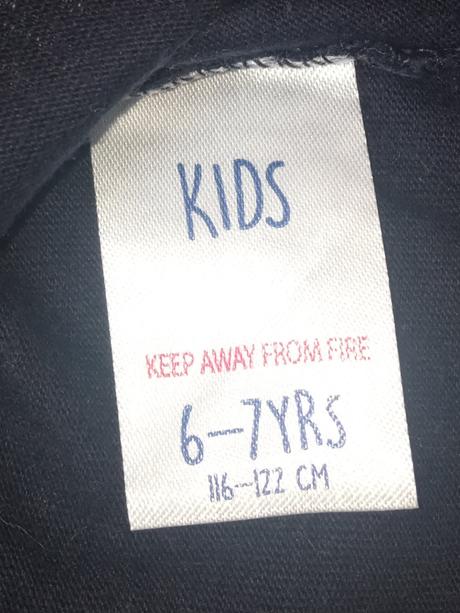 KIDS
KEEP AWAY FROM FIRE
6-7YRS
116-122 CM